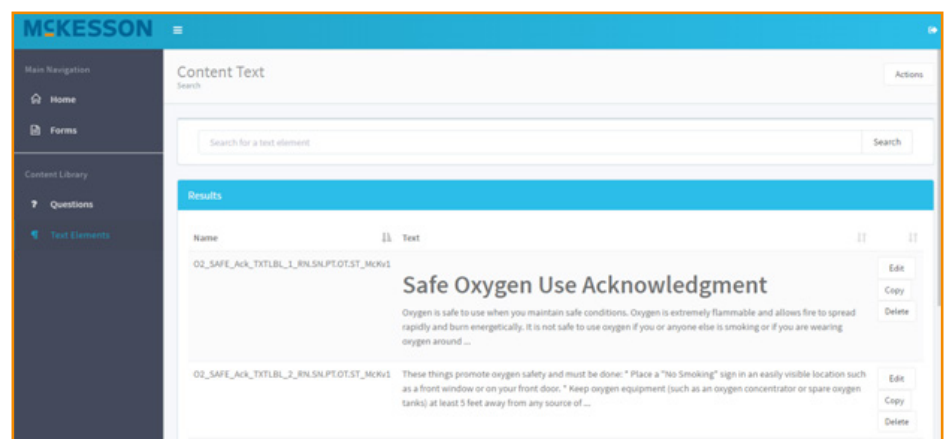 MCKESSON
Main Navigation
Home
Forms
Content Library
? Questions
¶ Text Elements
Content Text
Search
Actions
Search for a text element
Search
Results
Name
Text
O2_SAFE_Ack_TXTLBL_1_RN.SN.PT.OT.ST_McKv1
Safe Oxygen Use Acknowledgment
Oxygen is safe to use when you maintain safe conditions. Oxygen is extremely flammable and allows fire to spread
rapidly and burn energetically. It is not safe to use oxygen if you or anyone else is smoking or if you are wearing
oxygen around ...
Edit
Copy
Delete
O2_SAFE_Ack_TXTLBL_2_RN.SN.PT.OT.ST_McKv1
These things promote oxygen safety and must be done: * Place a "No Smoking" sign in an easily visible location such
as a front window or on your front door. * Keep oxygen equipment (such as an oxygen concentrator or spare oxygen
tanks) at least 5 feet away from any source of ...
Edit
Copy
Delete